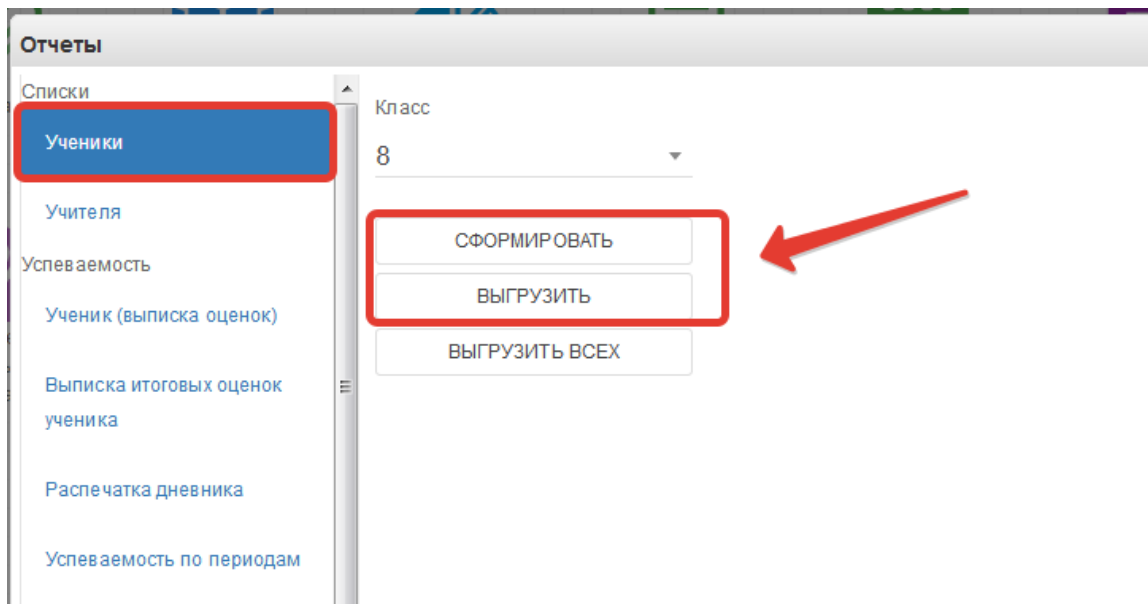 Отчеты
Списки
Ученики
Учителя
Успеваемость
Ученик (выписка оценок)
Выписка итоговых оценок
ученика
Распечатка дневника
Успеваемость по периодам
Класс
8
СФОРМИРОВАТЬ
ВЫГРУЗИТЬ
ВЫГРУЗИТЬ ВСЕХ